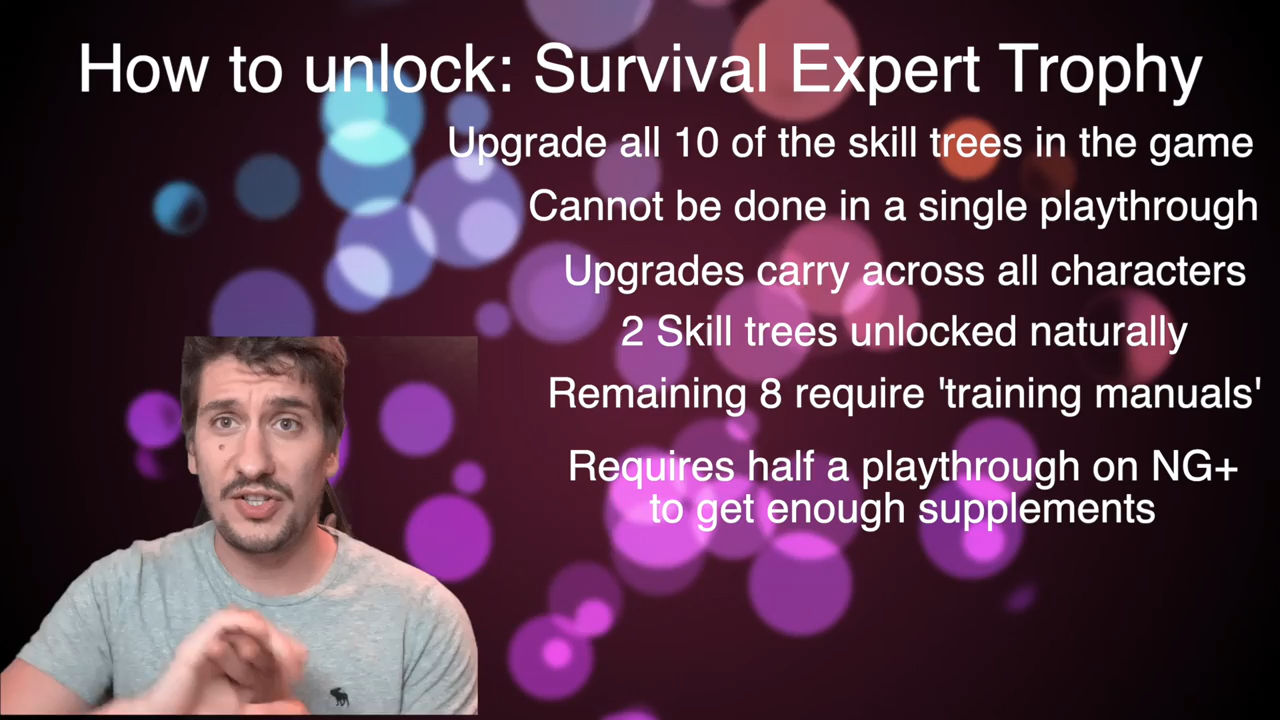 How to unlock: Survival Expert Trophy
Upgrade all 10 of the skill trees in the game
Cannot be done in a single playthrough
Upgrades carry across all characters
2 Skill trees unlocked naturally
Remaining 8 require 'training manuals'
Requires half a playthrough on NG+
to get enough supplements